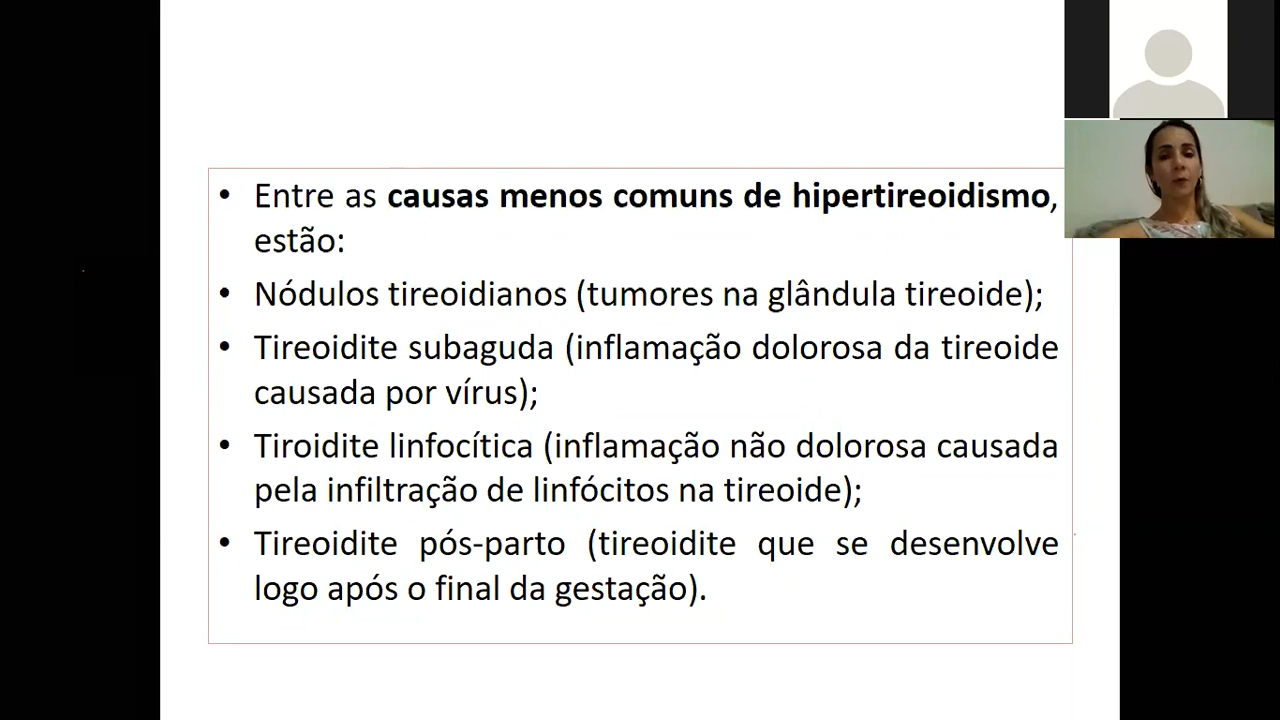 • Entre as causas menos comuns de hipertireoidismo,
estão:
• Nódulos tireoidianos (tumores na glândula tireoide);
• Tireoidite subaguda (inflamação dolorosa da tireoide
causada por vírus);
• Tiroidite linfocítica (inflamação não dolorosa causada
pela infiltração de linfócitos na tireoide);
• Tireoidite pós-parto (tireoidite que se desenvolve
logo após o final da gestação).